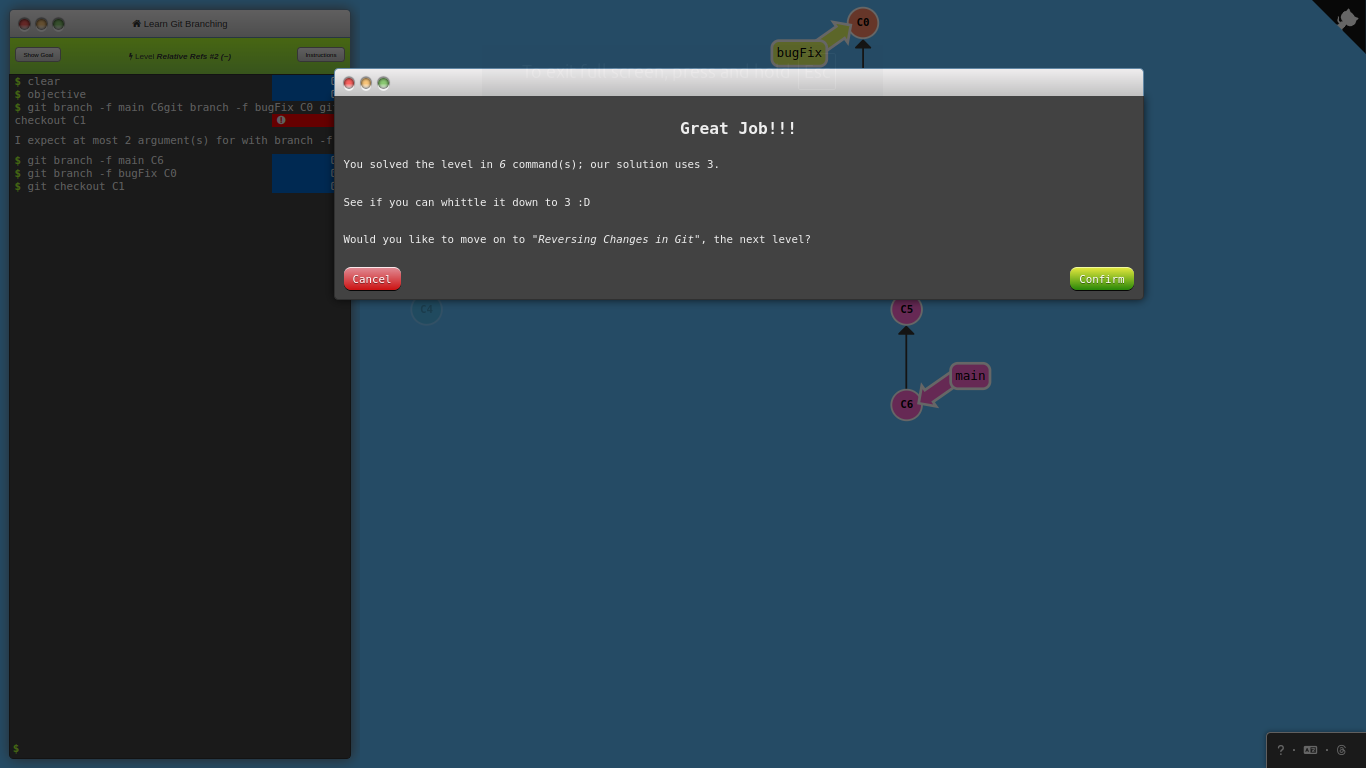 Learn Git Branching
Show Goal
Level Relative Refs #2 (~)
Instructions
$ clear
$ objective
$ git branch -f main C6git branch -f bugFix C0 gi
checkout C1
I expect at most 2 argument(s) for with branch -f
$ git branch -f main C6
$ git branch -f bugFix C0
$ git checkout C1
$
C0
bugFix
To exit full screen, press and hold Esc
Great Job!!!
You solved the level in 6 command(s); our solution uses 3.
See if you can whittle it down to 3 :D
Would you like to move on to "Reversing Changes in Git", the next level?
Cancel
Confirm
C4
C5
main
C6
?